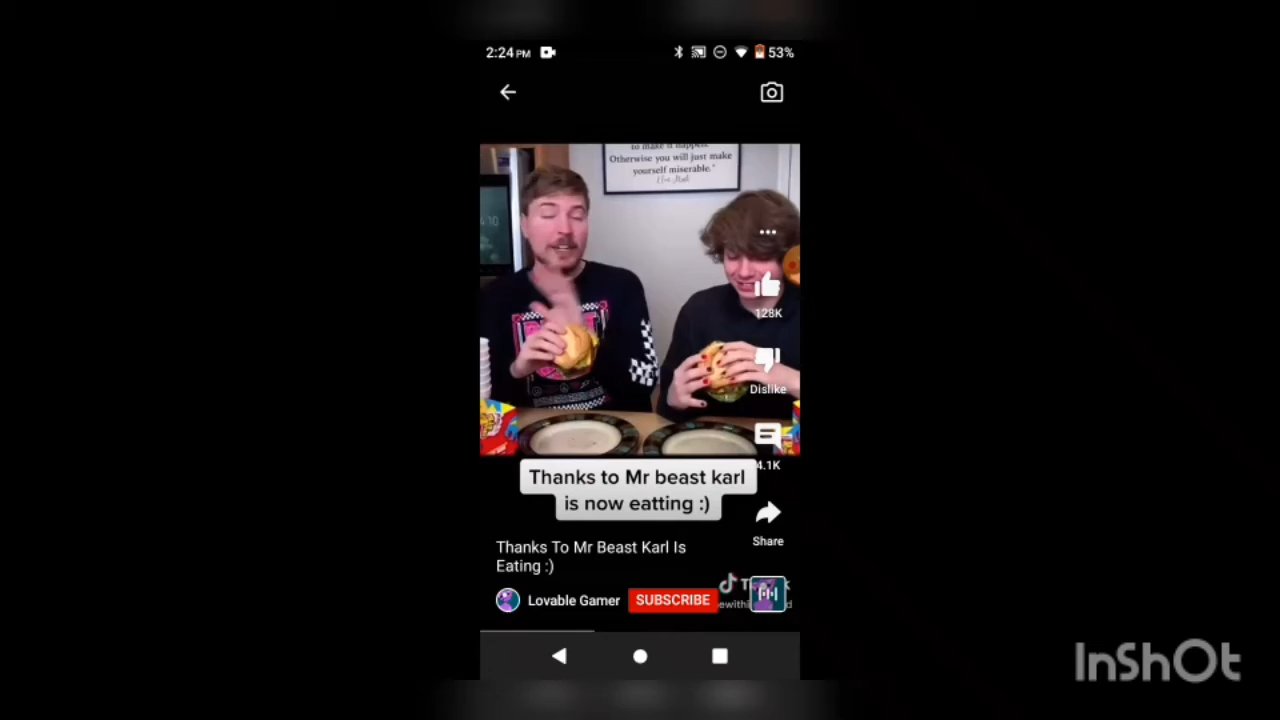 2:24 PM
53%
to make it happen.
Otherwise you will just make
yourself miserable."
128K
Dislike
4.1K
Thanks to Mr beast karl
is now eatting :)
Share
Thanks To Mr Beast Karl Is
Eating :)
Lovable Gamer
SUBSCRIBE
InShOt